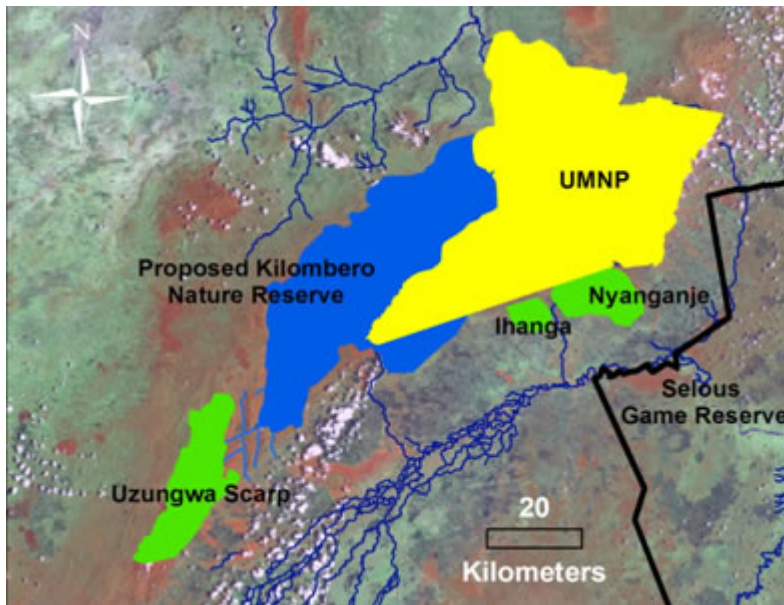 N
UMNP
Proposed Kilombero
Nature Reserve
Nyanganje
Ihanga
Selous
Game Reserve
Uzungwa Scarp
20
Kilometers